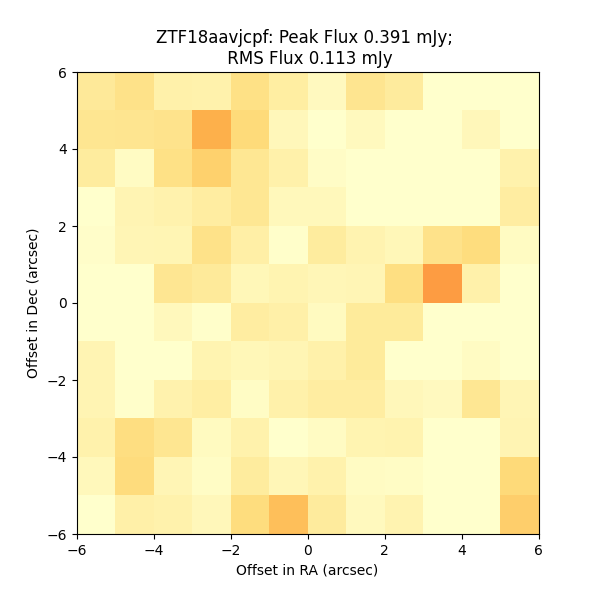 ZTF18aavjcpf: Peak Flux 0.391 mJy;
RMS Flux 0.113 mJy
6
4
2
0
−2
−4
−6
Offset in Dec (arcsec)
−6 −4 −2 0 2 4 6
Offset in RA (arcsec)